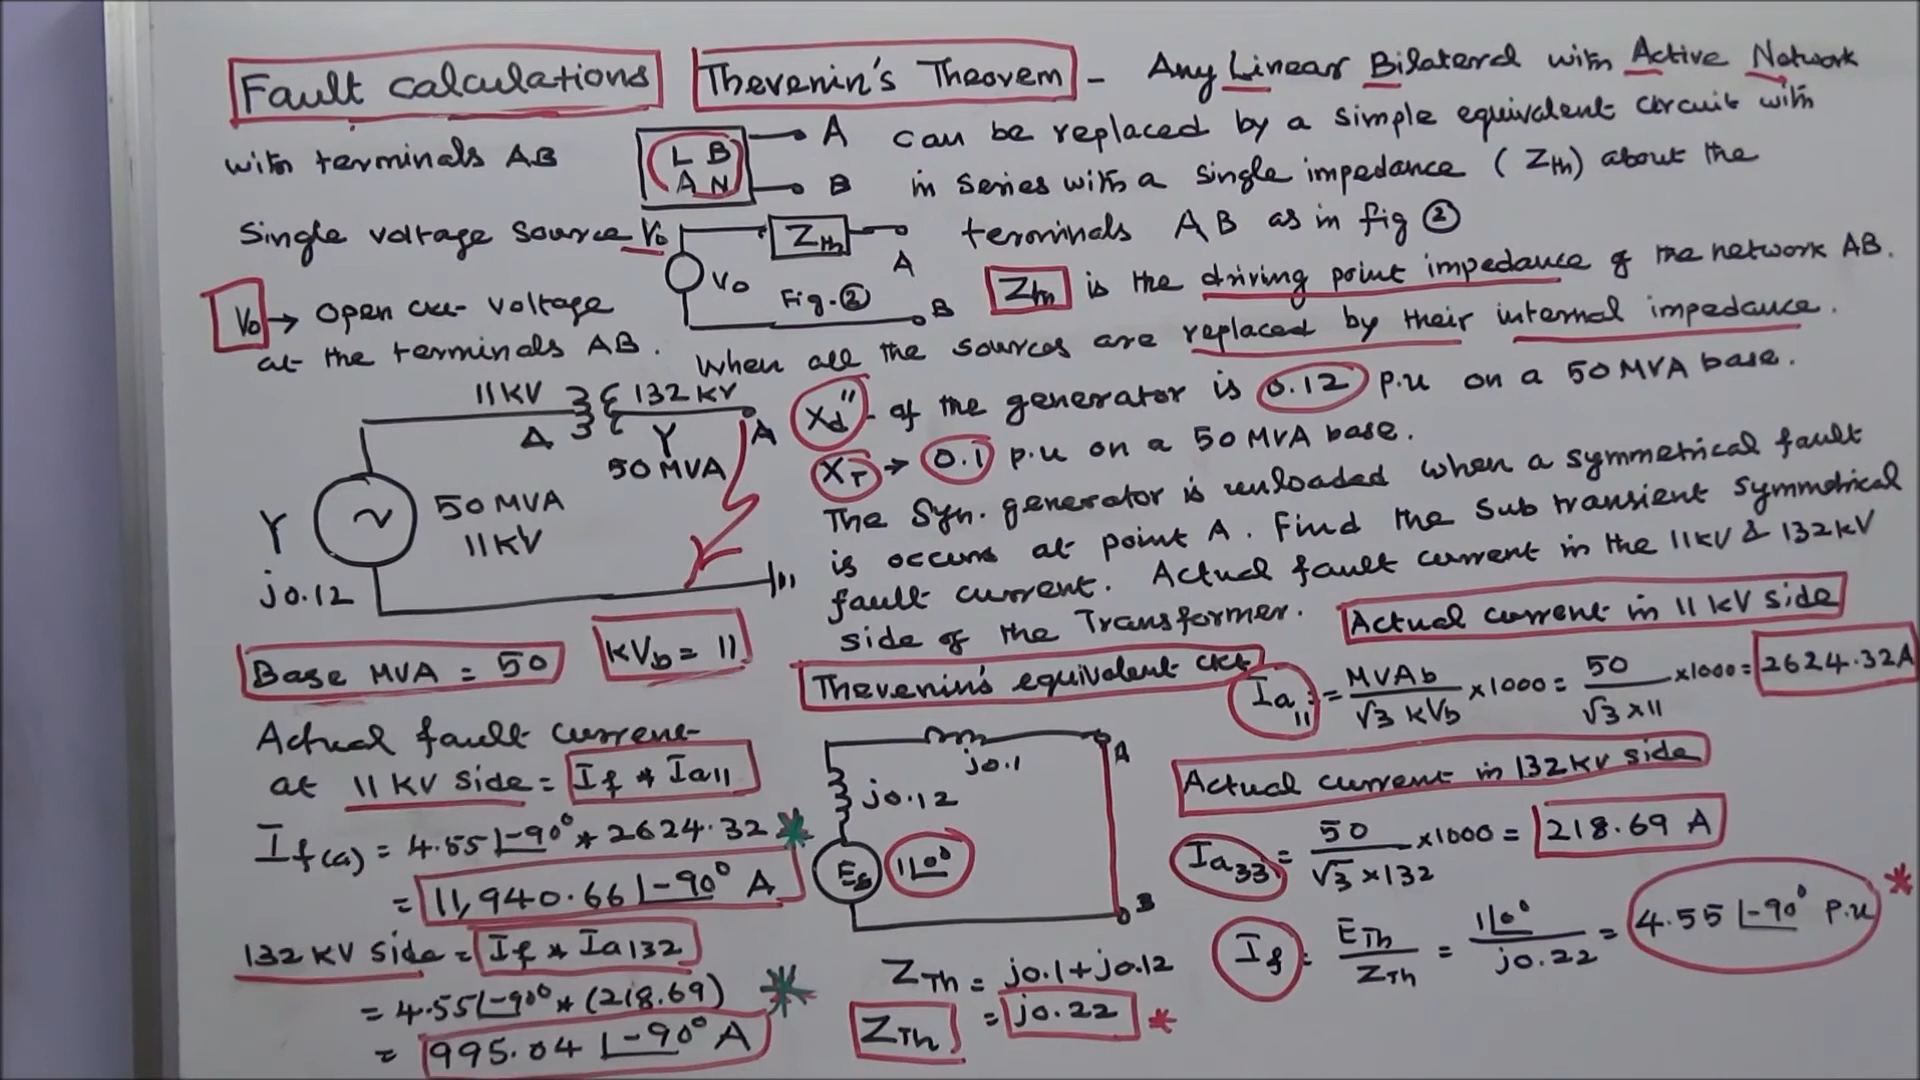 Fault calculations Thevenin's Theorem - Any Linear Bilateral with Active Network
with terminals AB L B A N A B can be replaced by a simple equivalent circuit with
in series with a single impedance (ZTh) about the
Single voltage source V0 ZTh A terminals AB as in fig ②
V0 Fig.② B ZTh is the driving point impedance of the network AB.
V0 → Open cct voltage
at the terminals AB. When all the sources are replaced by their internal impedance.
11KV 132 KV A Xd'' - of the generator is 0.12 p.u on a 50 MVA base.
Δ Y XT → 0.1 p.u on a 50 MVA base.
50 MVA
The Syn. generator is unloaded when a symmetrical fault
Y 50 MVA 11KV
is occurs at point A. Find the Sub transient Symmetrical
j0.12 fault current. Actual fault current in the 11KV & 132KV
side of the Transformer.
Base MVA = 50 KVb = 11
Actual current in 11 KV side
Ia11 = MVAb / √3 KVb × 1000 = 50 / √3 × 11 × 1000 = 2624.32A
Actual fault current
at 11 KV side = If * Ia11
If(a) = 4.55∠-90° * 2624.32
= 11,940.66∠-90° A
132 KV side = If * Ia132
= 4.55∠-90° * (218.69)
= 995.04∠-90° A
Thevenin's equivalent ckt
j0.1 A
j0.12
Eg 1∠0°
B
ZTh = j0.1+j0.12
ZTh = j0.22
Actual current in 132KV side
Ia33 = 50 / √3 × 132 × 1000 = 218.69 A
If = ETh / ZTh = 1∠0° / j0.22 = 4.55∠-90° p.u